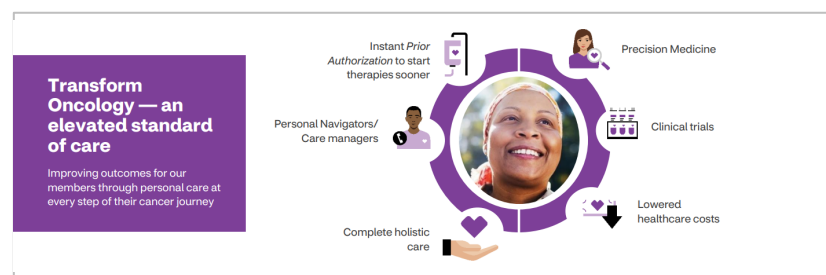 Transform
Oncology — an
elevated standard
of care
Improving outcomes for our
members through personal care at
every step of their cancer journey
Instant Prior
Authorization to start
therapies sooner
Precision Medicine
Personal Navigators/
Care managers
Clinical trials
Complete holistic
care
Lowered
healthcare costs